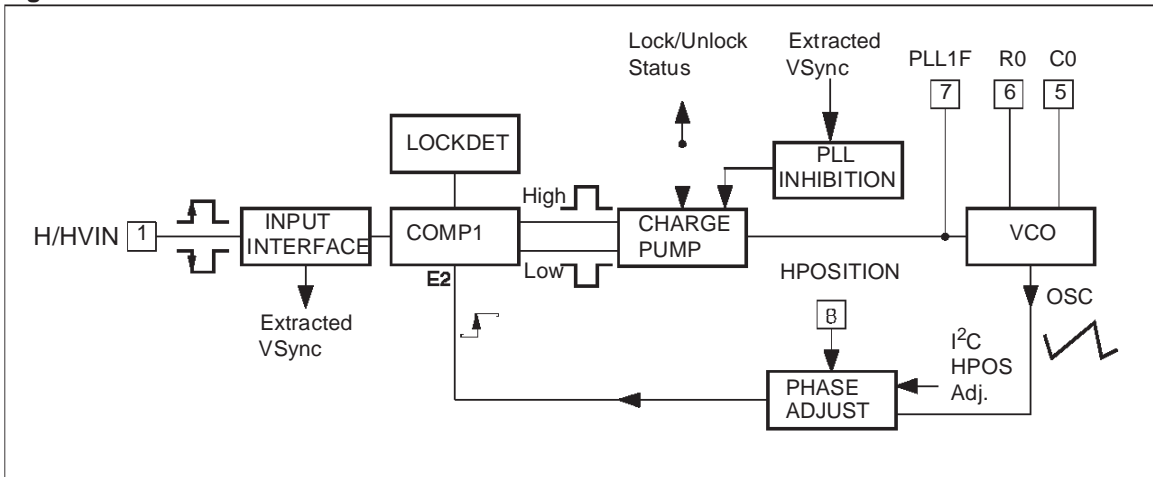 Lock/Unlock
Status
Extracted
VSync
PLL1F
R0
C0
7
6
5
LOCKDET
PLL
INHIBITION
High
H/HVIN
1
INPUT
INTERFACE
COMP1
CHARGE
PUMP
VCO
Low
E2
HPOSITION
Extracted
VSync
8
OSC
I²C
HPOS
Adj.
PHASE
ADJUST